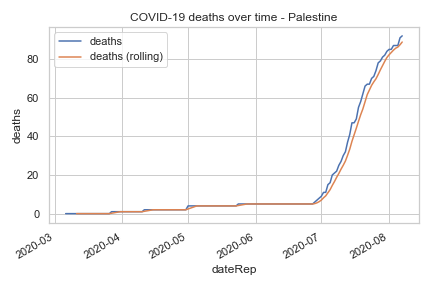 COVID-19 deaths over time - Palestine
deaths
deaths (rolling)
80
60
40
20
0
deaths
2020-03
2020-04
2020-05
2020-06
2020-07
2020-08
dateRep